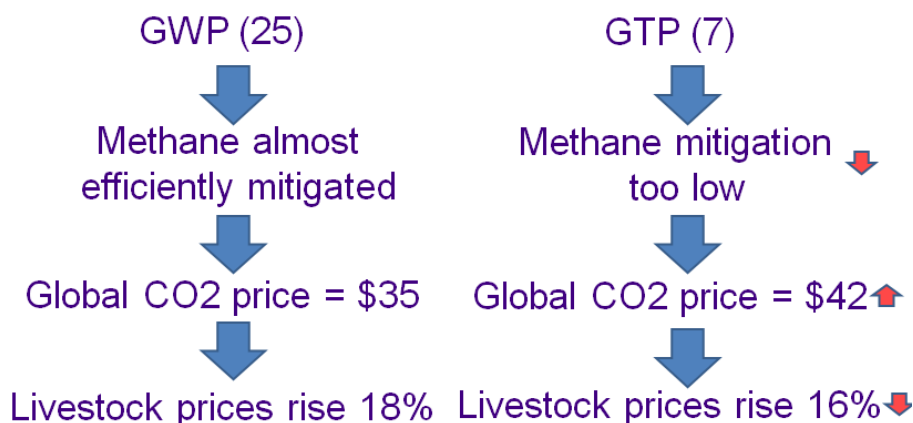 GWP (25)
Methane almost
efficiently mitigated
Global CO2 price = $35
Livestock prices rise 18%
GTP (7)
Methane mitigation
too low
Global CO2 price = $42
Livestock prices rise 16%